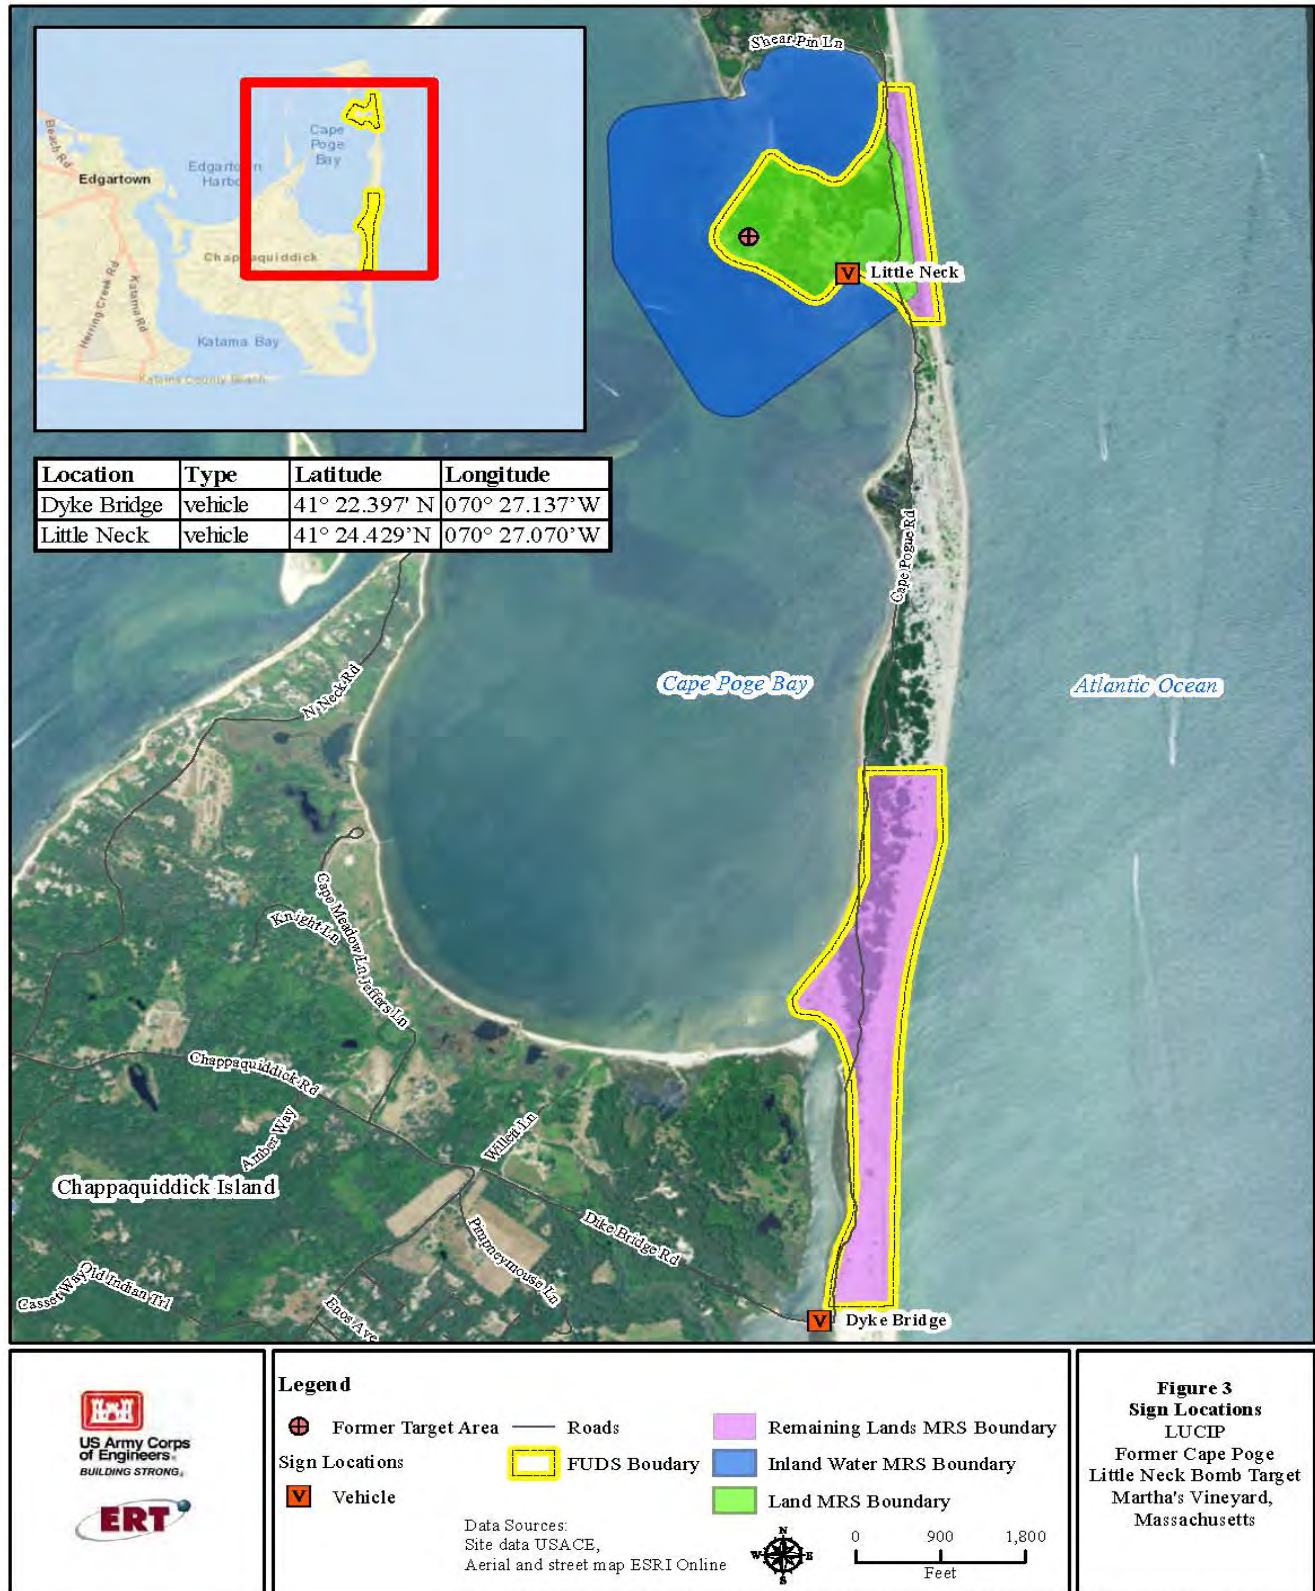 Shear Pin Ln
Cape
Poge
Bay
Beach Rd
Edgartown
Edgartown
Harbo
Chappaquiddick
Herring Creek Rd
Katama Rd
Katama Bay
Katama County Beach
Little Neck
Location Type Latitude Longitude
Dyke Bridge vehicle 41° 22.397' N 070° 27.137’W
Little Neck vehicle 41° 24.429’N 070° 27.070’W
Cape Pogue Rd
N Neck Rd
Cape Poge Bay
Atlantic Ocean
Cape Meadow Ln
Knight Ln
Jeffers Ln
Chappaquiddick Rd
Amber Way
Willett Ln
Chappaquiddick Island
Dike Bridge Rd
Pimpneymouse Ln
Old Indian Trl
Casset Way
Enos Ave
V
V Dyke Bridge
US Army Corps
of Engineers®
BUILDING STRONG®
ERT
Legend
Former Target Area
Sign Locations
V Vehicle
Roads
FUDS Boudary
Remaining Lands MRS Boundary
Inland Water MRS Boundary
Land MRS Boundary
Data Sources:
Site data USACE,
Aerial and street map ESRI Online
N
W E
S
0 900 1,800
Feet
Figure 3
Sign Locations
LUCIP
Former Cape Poge
Little Neck Bomb Target
Martha's Vineyard,
Massachusetts